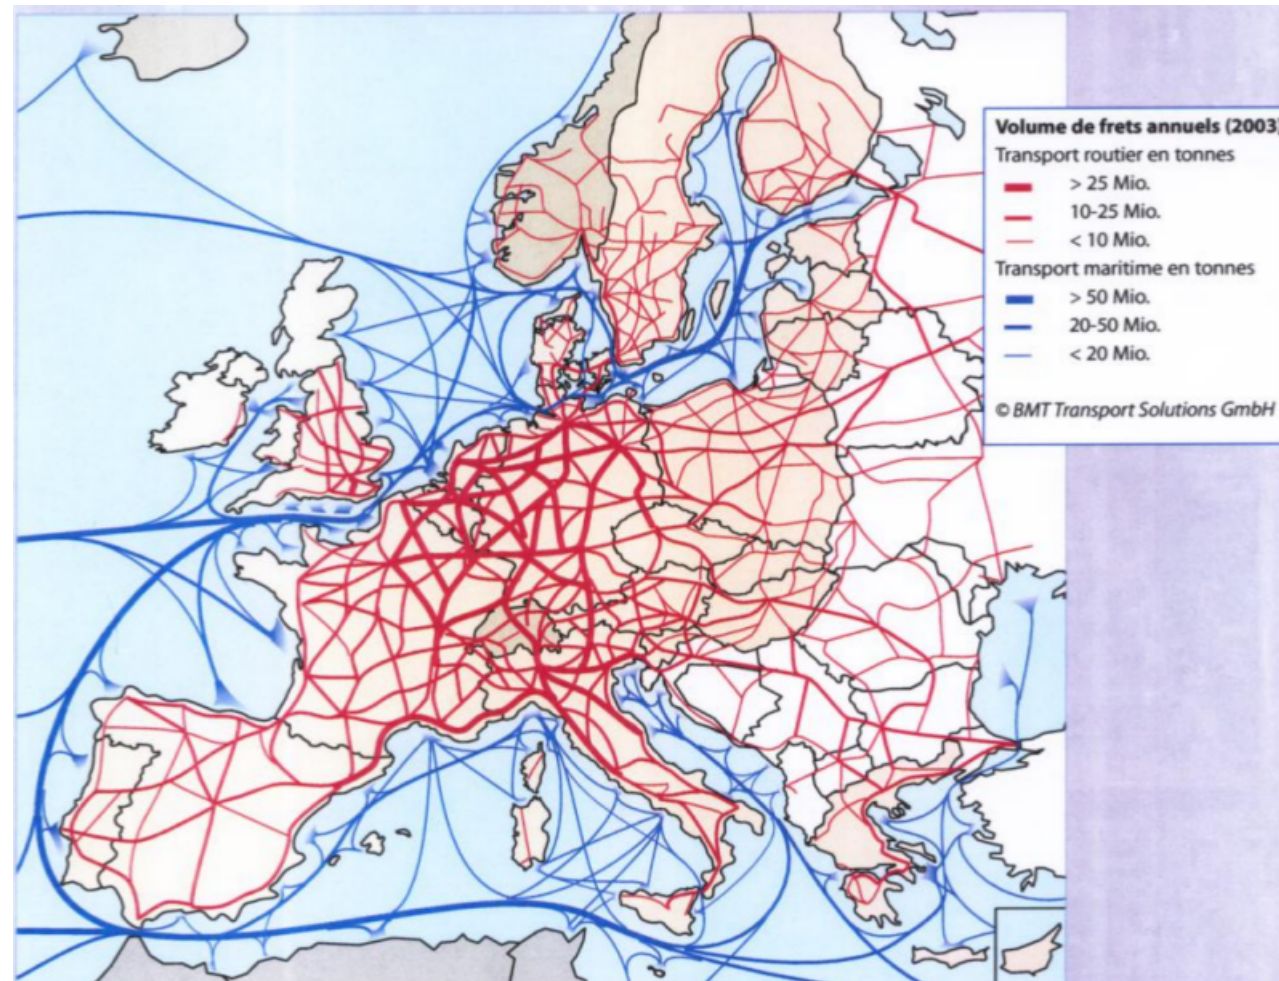 Volume de frets annuels (2003)
Transport routier en tonnes
> 25 Mio.
10-25 Mio.
< 10 Mio.
Transport maritime en tonnes
> 50 Mio.
20-50 Mio.
< 20 Mio.
© BMT Transport Solutions GmbH